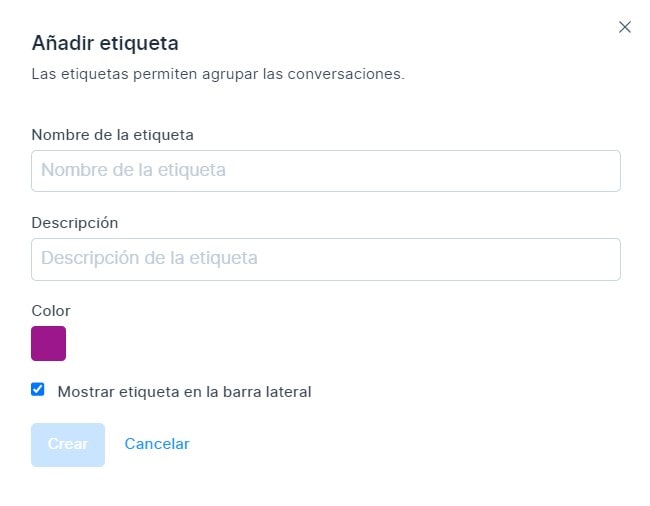 Añadir etiqueta
Las etiquetas permiten agrupar las conversaciones.
Nombre de la etiqueta
Nombre de la etiqueta
Descripción
Descripción de la etiqueta
Color
Mostrar etiqueta en la barra lateral
Crear Cancelar